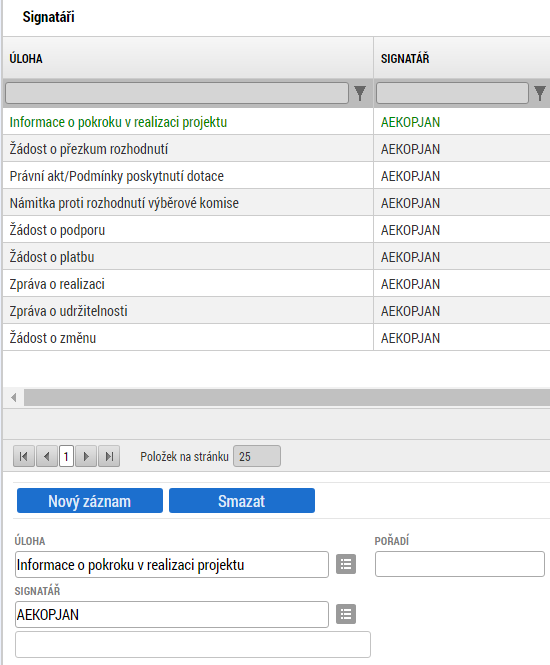 Signatáři
ÚLOHA SIGNATÁŘ
Informace o pokroku v realizaci projektu AEKOPJAN
Žádost o přezkum rozhodnutí AEKOPJAN
Právní akt/Podmínky poskytnutí dotace AEKOPJAN
Námitka proti rozhodnutí výběrové komise AEKOPJAN
Žádost o podporu AEKOPJAN
Žádost o platbu AEKOPJAN
Zpráva o realizaci AEKOPJAN
Zpráva o udržitelnosti AEKOPJAN
Žádost o změnu AEKOPJAN
1 Položek na stránku 25
Nový záznam Smazat
ÚLOHA POŘADÍ
Informace o pokroku v realizaci projektu
SIGNATÁŘ
AEKOPJAN